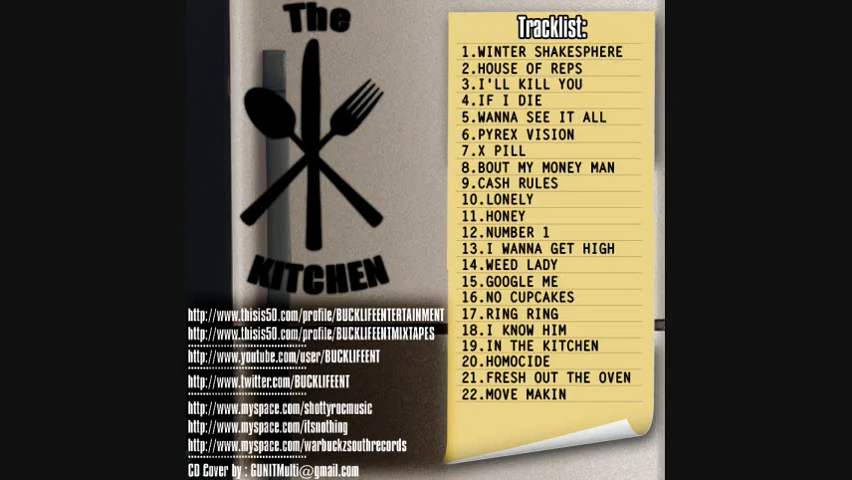 The
KITCHEN
http://www.thisis50.com/profile/BUCKLIFEENTERTAINMENT
http://www.thisis50.com/profile/BUCKLIFEENTMIXTAPES
http://www.youtube.com/user/BUCKLIFEENT
http://www.twitter.com/BUCKLIFEENT
http://www.myspace.com/shottyrocmusic
http://www.myspace.com/itsnothing
http://www.myspace.com/warbuckzsouthrecords
CD Cover by : GUNITMulti@gmail.com
Tracklist:
1.WINTER SHAKESPHERE
2.HOUSE OF REPS
3.I'LL KILL YOU
4.IF I DIE
5.WANNA SEE IT ALL
6.PYREX VISION
7.X PILL
8.BOUT MY MONEY MAN
9.CASH RULES
10.LONELY
11.HONEY
12.NUMBER 1
13.I WANNA GET HIGH
14.WEED LADY
15.GOOGLE ME
16.NO CUPCAKES
17.RING RING
18.I KNOW HIM
19.IN THE KITCHEN
20.HOMOCIDE
21.FRESH OUT THE OVEN
22.MOVE MAKIN